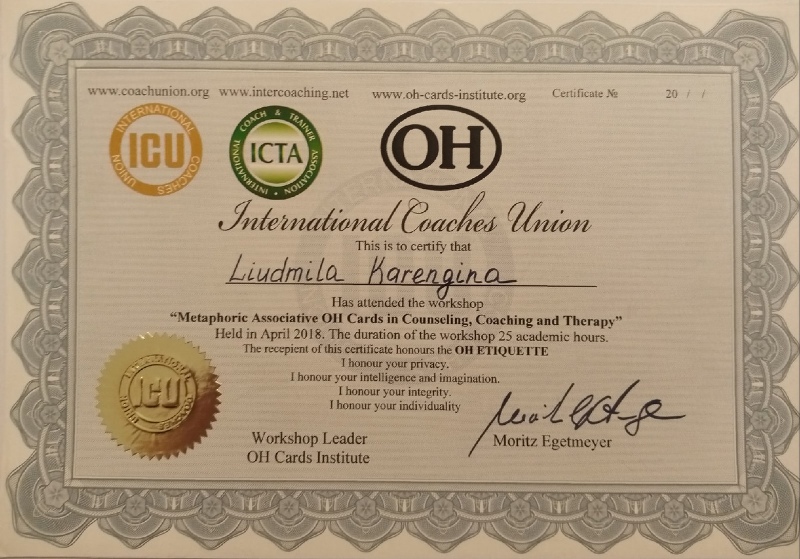 www.coachunion.org www.intercoaching.net www.oh-cards-institute.org Certificate № 20 / /
INTERNATIONAL COACHES UNION
ICU
COACH & TRAINER ASSOCIATION INTERNATIONAL
ICTA
OH
International Coaches Union
This is to certify that
Liudmila Karengina
Has attended the workshop
“Metaphoric Associative OH Cards in Counseling, Coaching and Therapy”
Held in April 2018. The duration of the workshop 25 academic hours.
The recepient of this certificate honours the OH ETIQUETTE
I honour your privacy.
I honour your intelligence and imagination.
I honour your integrity.
I honour your individuality
INTERNATIONAL COACHES UNION
ICU
Workshop Leader
OH Cards Institute
Moritz Egetmeyer